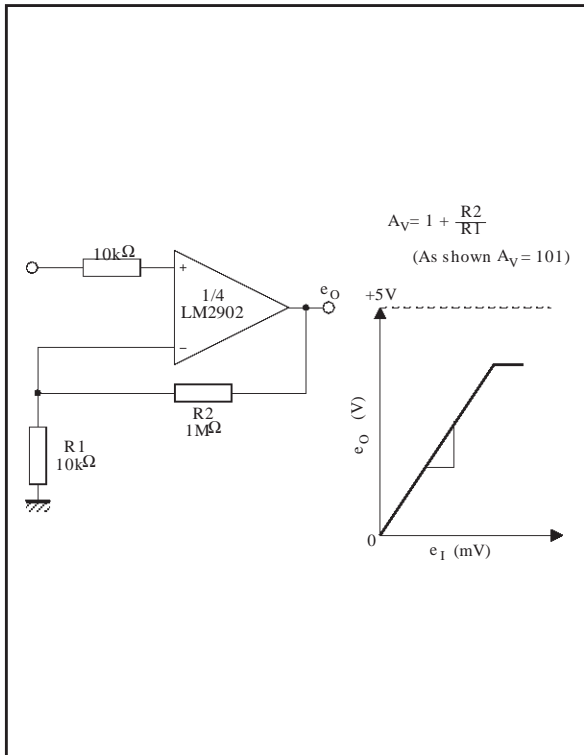 10kΩ
+
1/4
LM2902
−
e_O
R2
1MΩ
R1
10kΩ
A_V = 1 + R2/R1
(As shown A_V = 101)
+5V
e_O (V)
0
e_I (mV)